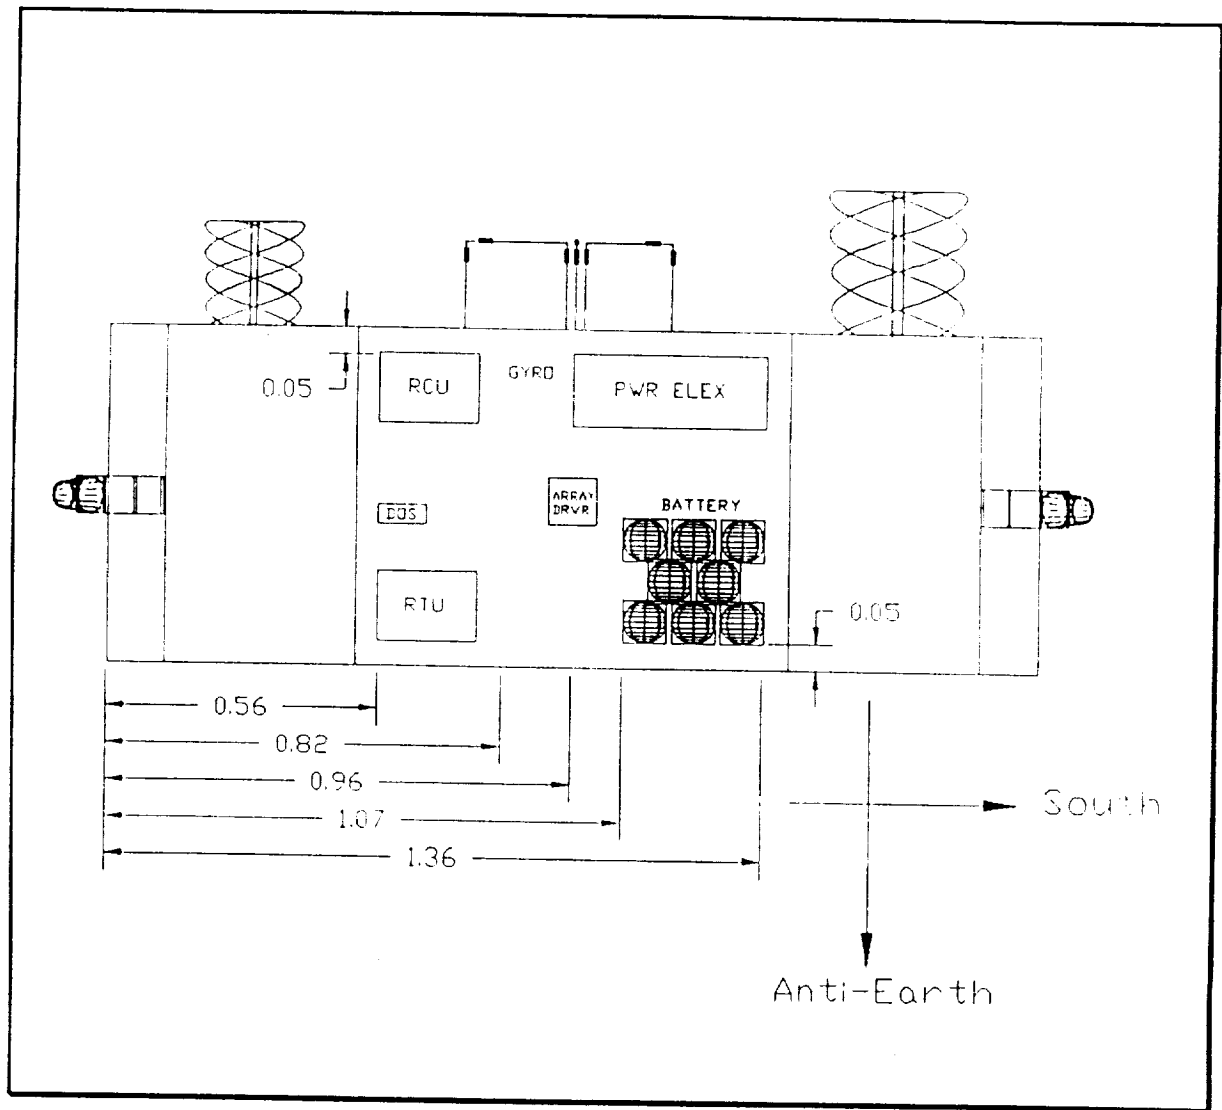 RCU
GYRO
PWR ELEX
0.05
ARRAY
DRVR
BATTERY
DOS
RTU
0.05
0.56
0.82
0.96
1.07
1.36
South
Anti-Earth